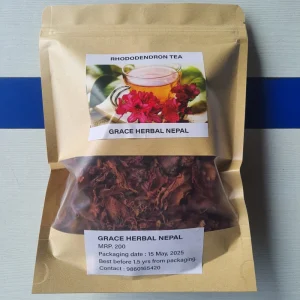 RHODODENDRON TEA
GRACE HERBAL NEPAL
GRACE HERBAL NEPAL
MRP. 200
Packaging date : 15 May, 2025
Best before 1.5 yrs from packaging
Contact : 9860165420